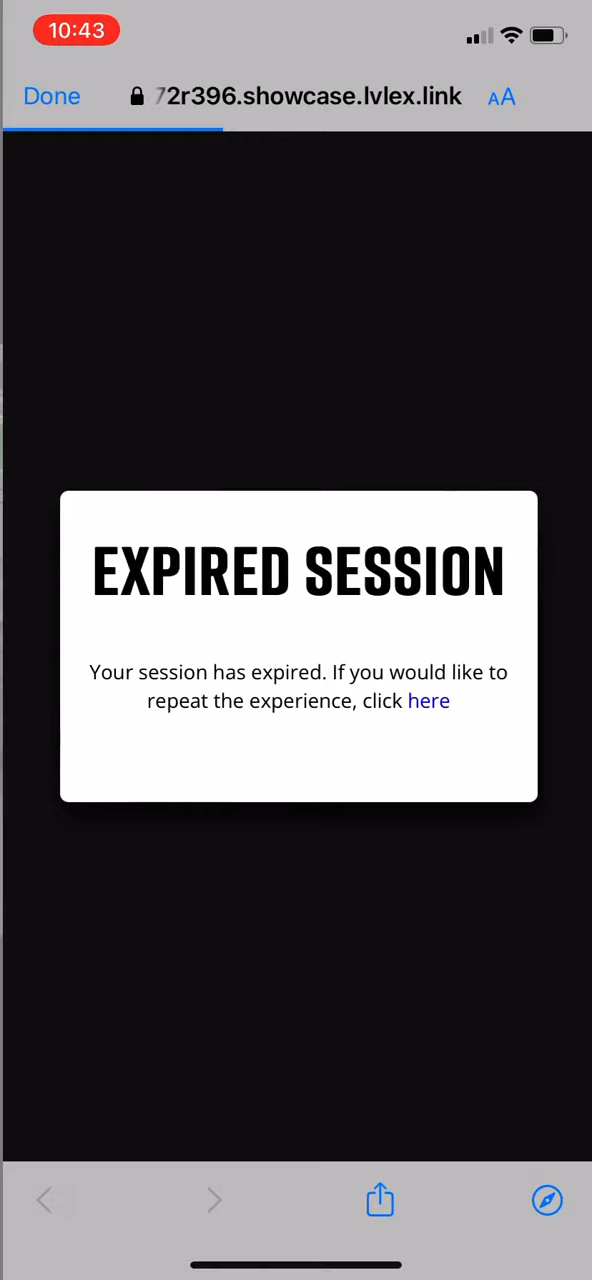 10:43
Done 72r396.showcase.lvlex.link AA
EXPIRED SESSION
Your session has expired. If you would like to
repeat the experience, click here